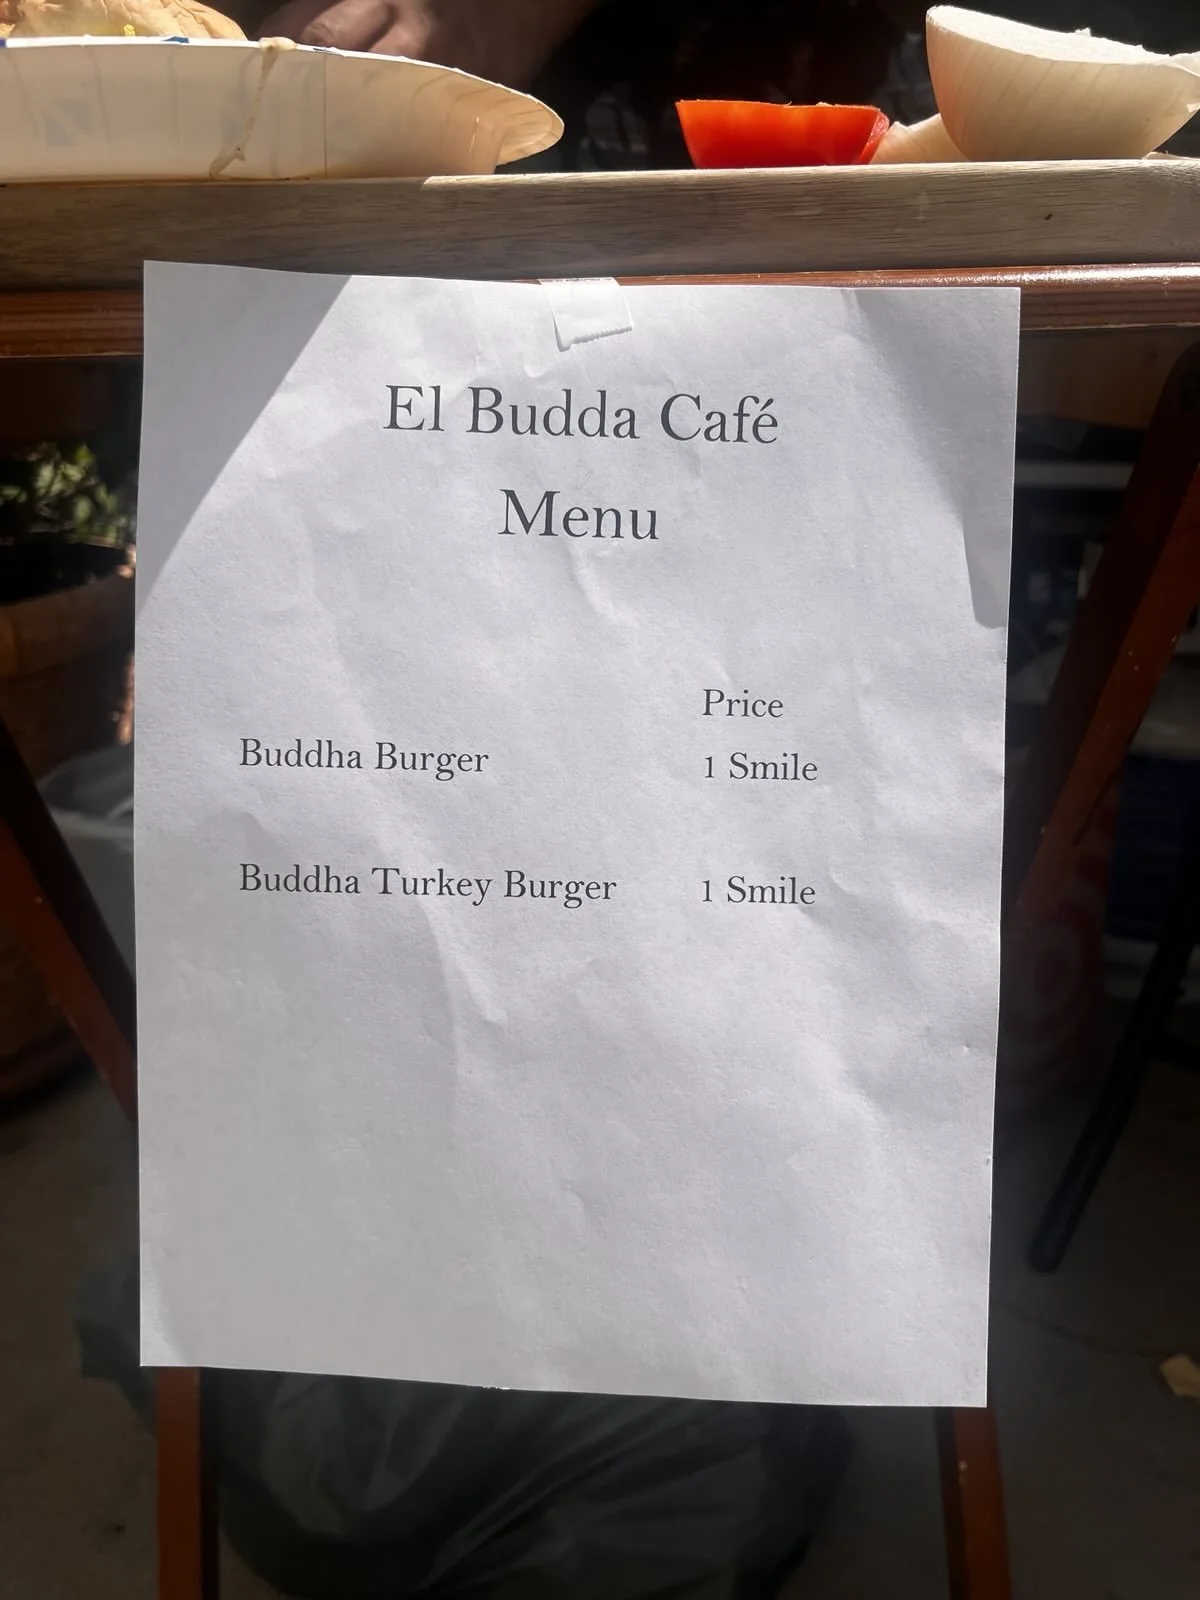 El Budda Café
Menu
Price
Buddha Burger 1 Smile
Buddha Turkey Burger 1 Smile